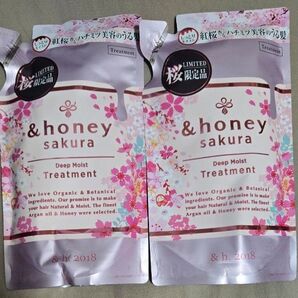 紅桜とハチミツ美容のうる髪
Treatment
桜 LIMITED
限定品
&honey
sakura
Deep Moist
Treatment
We love Organic & Botanical
ingredients. Our promise is to make
your hair Natural & Moist. The finest
Argan oil & Honey were selected.
& h. 2018
紅桜とハチミツ美容のうる髪
Treatment
桜 LIMITED
限定品
&honey
sakura
Deep Moist
Treatment
We love Organic & Botanical
ingredients. Our promise is to make
your hair Natural & Moist. The finest
Argan oil & Honey were selected.
& h. 2018